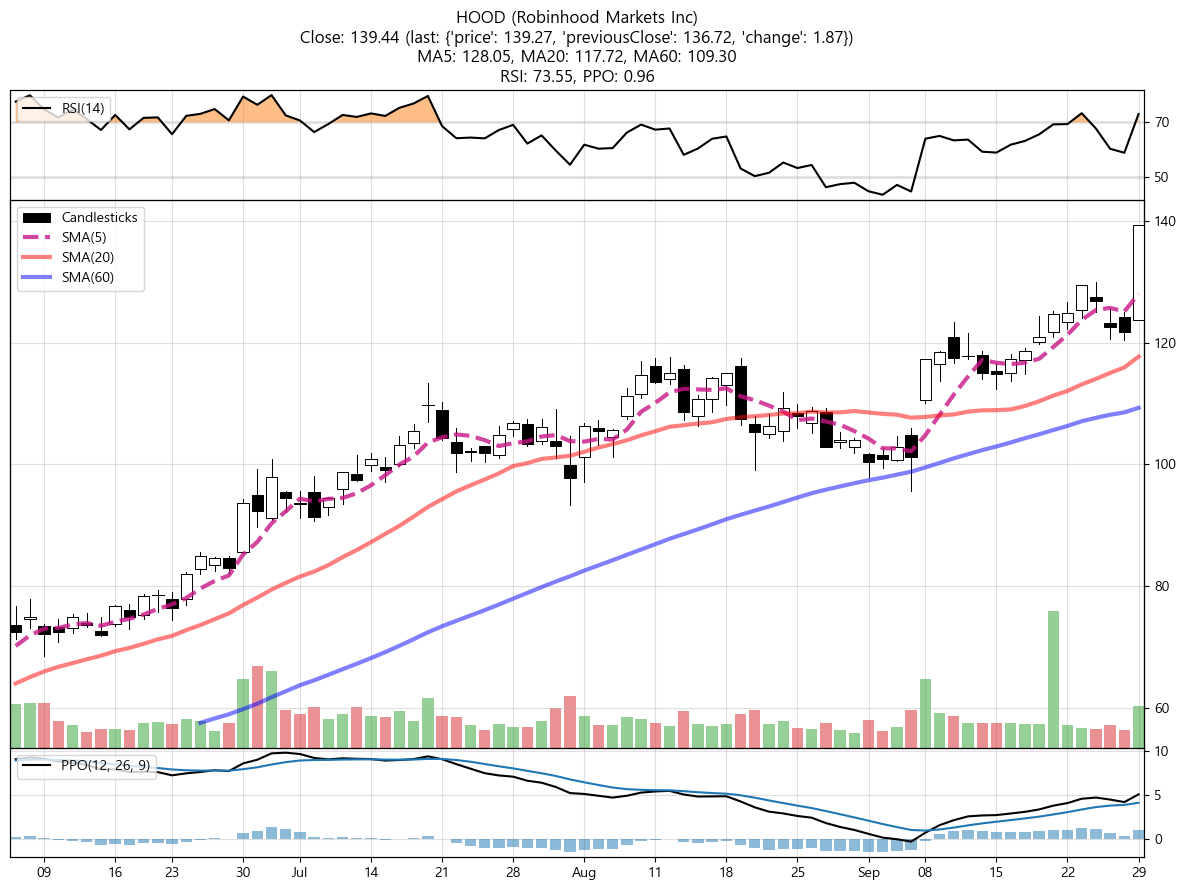 HOOD (Robinhood Markets Inc)
Close: 139.44 (last: {'price': 139.27, 'previousClose': 136.72, 'change': 1.87})
MA5: 128.05, MA20: 117.72, MA60: 109.30
RSI: 73.55, PPO: 0.96
RSI(14)
70
50
Candlesticks
SMA(5)
SMA(20)
SMA(60)
140
120
100
80
60
PPO(12, 26, 9)
10
5
0
09 16 23 30 Jul 14 21 28 Aug 11 18 25 Sep 08 15 22 29